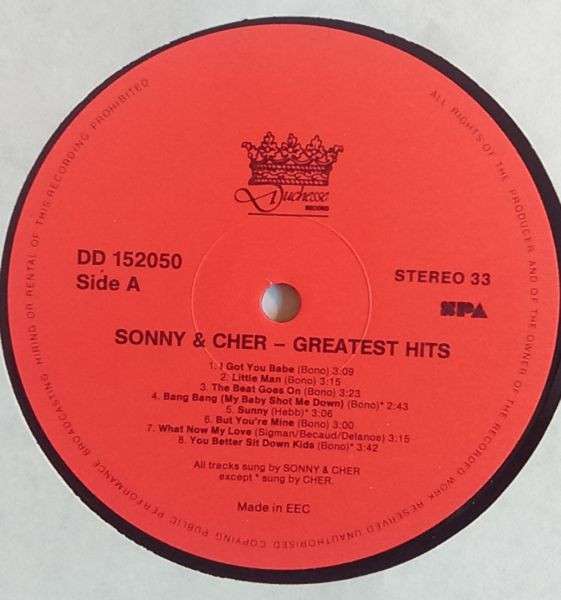 ALL RIGHTS OF THE PRODUCER AND OF THE OWNER OF THE RECORDED WORK RESERVED UNAUTHORISED COPYING PUBLIC PERFORMANCE BROADCASTING HIRING OR RENTAL OF THIS RECORDING PROHIBITED
Duchesse
RECORD
DD 152050
Side A
STEREO 33
SPA
SONNY & CHER – GREATEST HITS
1. I Got You Babe (Bono) 3:09
2. Little Man (Bono) 3:15
3. The Beat Goes On (Bono) 3:23
4. Bang Bang (My Baby Shot Me Down) (Bono)* 2:43
5. Sunny (Hebb)* 3:06
6. But You're Mine (Bono) 3:00
7. What Now My Love (Sigman/Becaud/Delanoe) 3:15
8. You Better Sit Down Kids (Bono)* 3:42
All tracks sung by SONNY & CHER
except * sung by CHER.
Made in EEC